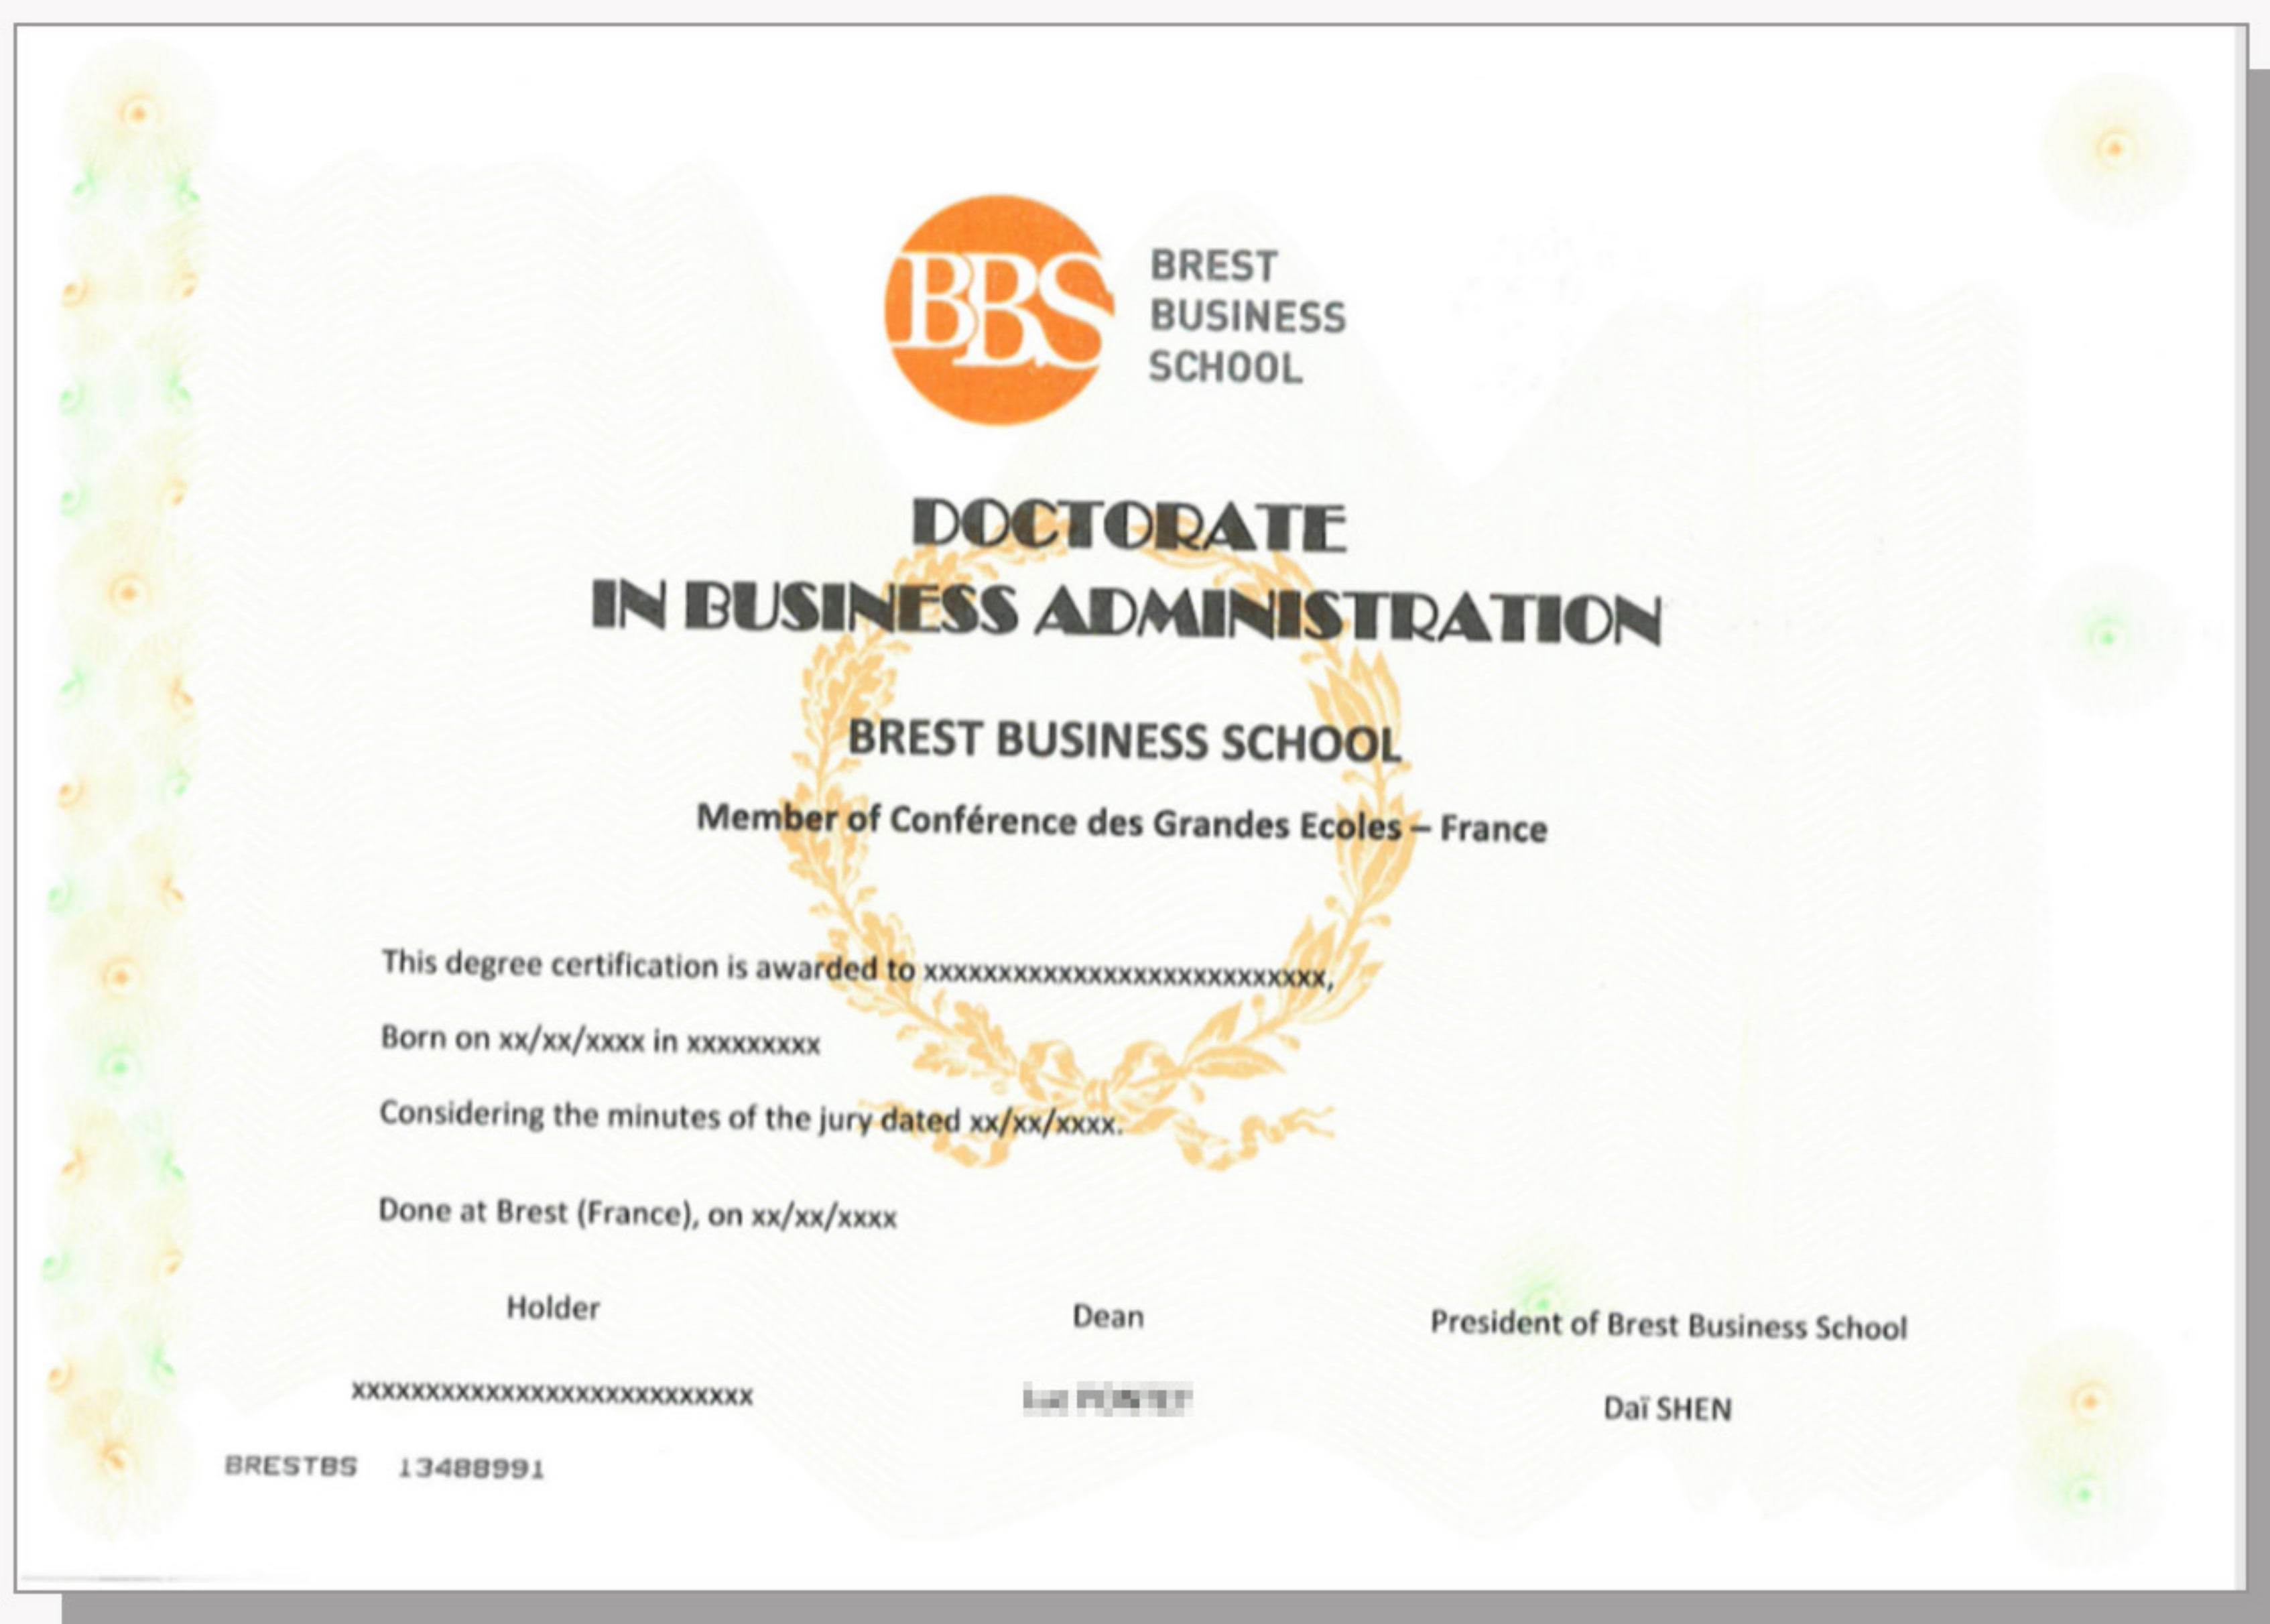 BBS
BREST
BUSINESS
SCHOOL
DOCTORATE
IN BUSINESS ADMINISTRATION
BREST BUSINESS SCHOOL
Member of Conférence des Grandes Ecoles – France
This degree certification is awarded to xxxxxxxxxxxxxxxxxxxxxxxxxxx,
Born on xx/xx/xxxx in xxxxxxxxx
Considering the minutes of the jury dated xx/xx/xxxx.
Done at Brest (France), on xx/xx/xxxx
Holder Dean President of Brest Business School
xxxxxxxxxxxxxxxxxxxxxxxxxxx Daï SHEN
BRESTBS 13488991